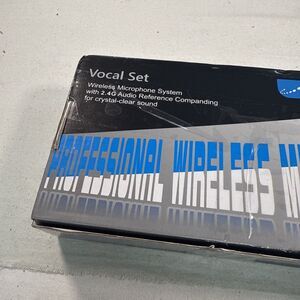 Vocal Set
Wireless Microphone System
with 2.4G Audio Reference Companding
for crystal-clear sound
PROFESSIONAL WIRELESS